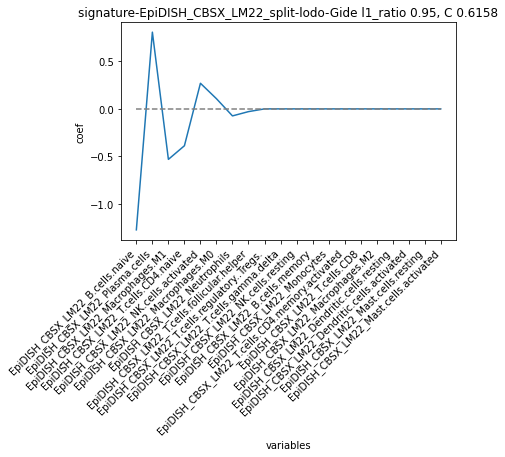 signature-EpiDISH_CBSX_LM22_split-lodo-Gide l1_ratio 0.95, C 0.6158
0.5
0.0
−0.5
−1.0
coef
EpiDISH_CBSX_LM22_B.cells.naive
EpiDISH_CBSX_LM22_Plasma.cells
EpiDISH_CBSX_LM22_Macrophages.M1
EpiDISH_CBSX_LM22_T.cells.CD4.naive
EpiDISH_CBSX_LM22_NK.cells.activated
EpiDISH_CBSX_LM22_Macrophages.M0
EpiDISH_CBSX_LM22_Neutrophils
EpiDISH_CBSX_LM22_T.cells.follicular.helper
EpiDISH_CBSX_LM22_T.cells.regulatory..Tregs.
EpiDISH_CBSX_LM22_T.cells.gamma.delta
EpiDISH_CBSX_LM22_NK.cells.resting
EpiDISH_CBSX_LM22_B.cells.memory
EpiDISH_CBSX_LM22_Monocytes
EpiDISH_CBSX_LM22_T.cells.CD4.memory.activated
EpiDISH_CBSX_LM22_T.cells.CD8
EpiDISH_CBSX_LM22_Macrophages.M2
EpiDISH_CBSX_LM22_Dendritic.cells.resting
EpiDISH_CBSX_LM22_Dendritic.cells.activated
EpiDISH_CBSX_LM22_Mast.cells.resting
EpiDISH_CBSX_LM22_Mast.cells.activated
variables